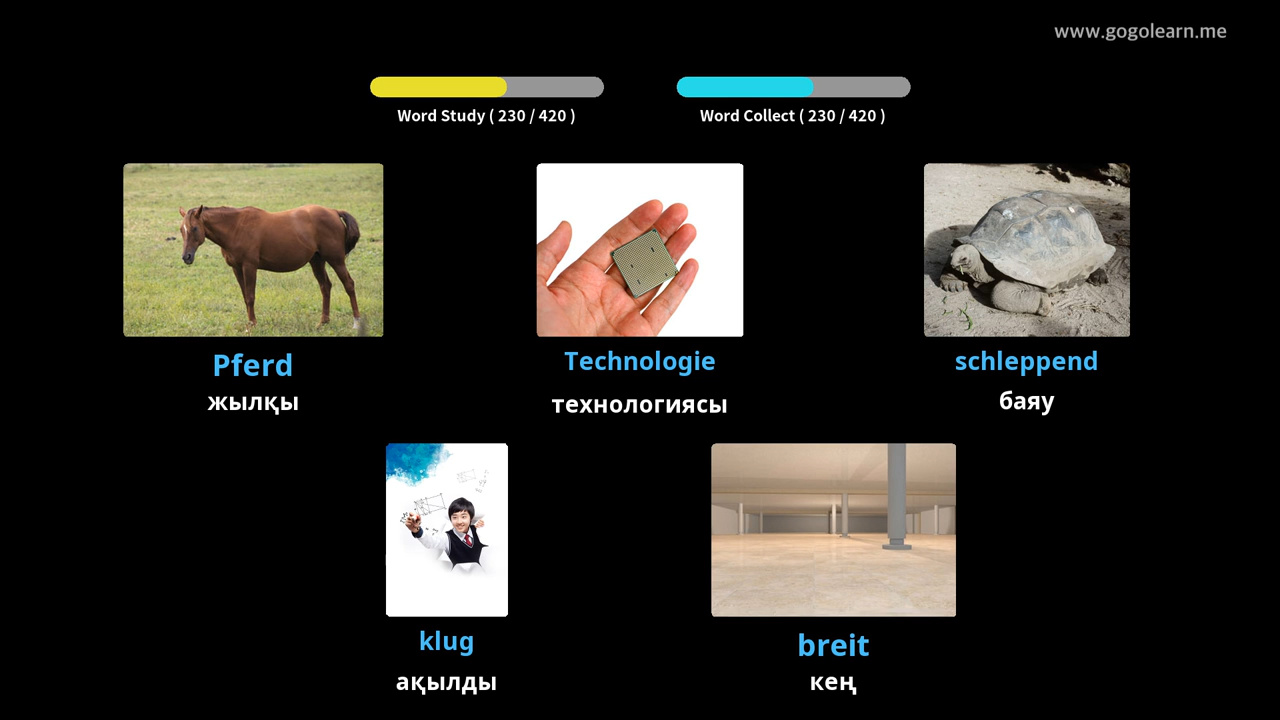 www.gogolearn.me
Word Study ( 230 / 420 )
Word Collect ( 230 / 420 )
Pferd
жылқы
Technologie
технологиясы
schleppend
баяу
klug
ақылды
breit
кең